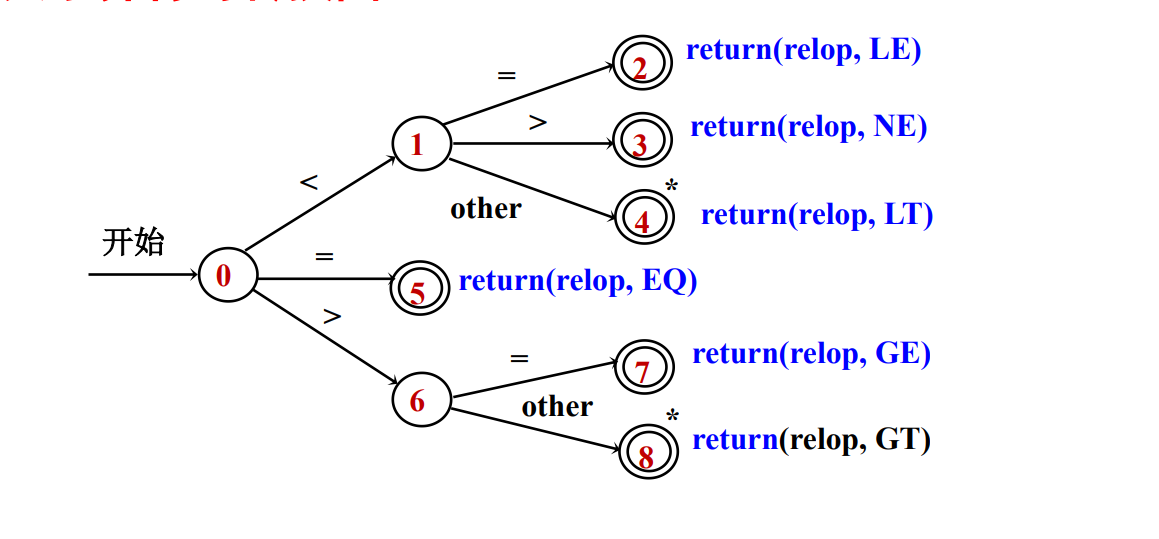 = 2 return(relop, LE)
1 > 3 return(relop, NE)
< other 4 * return(relop, LT)
开始 0 = 5 return(relop, EQ)
> = 7 return(relop, GE)
6 other 8 * return(relop, GT)